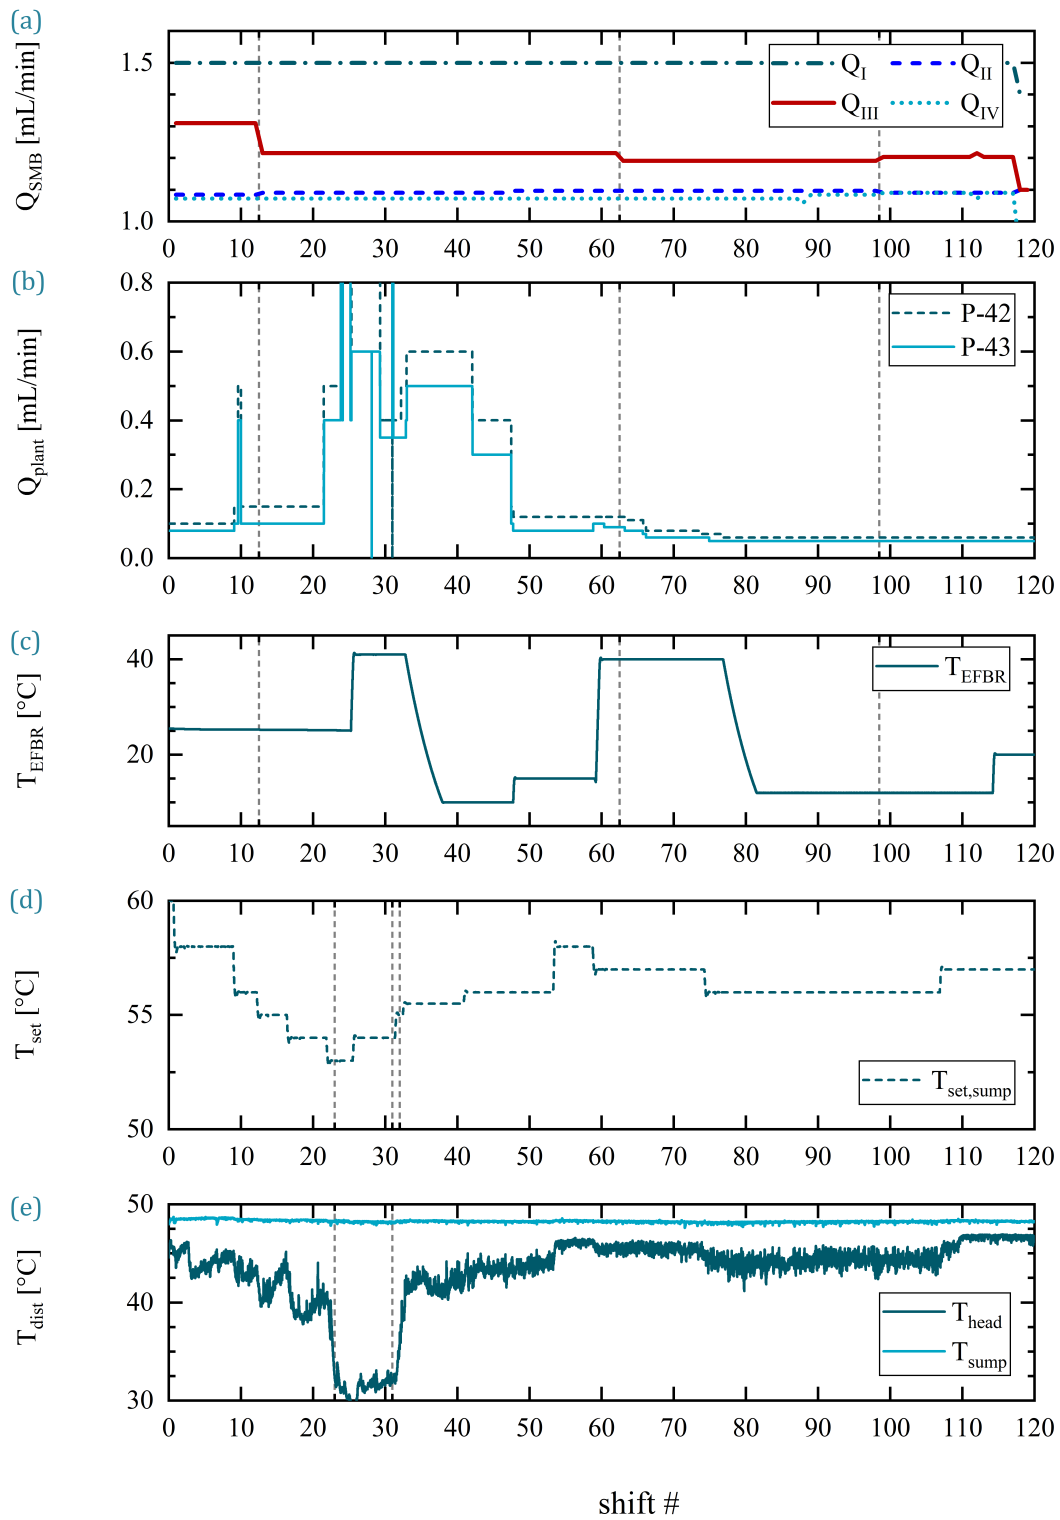 (a)
Q_SMB [mL/min]
1.5
1.0
Q_I Q_II
Q_III Q_IV
0 10 20 30 40 50 60 70 80 90 100 110 120
(b)
Q_plant [mL/min]
0.8
0.6
0.4
0.2
0.0
P-42
P-43
0 10 20 30 40 50 60 70 80 90 100 110 120
(c)
T_EFBR [°C]
40
20
T_EFBR
0 10 20 30 40 50 60 70 80 90 100 110 120
(d)
T_set [°C]
60
55
50
T_set,sump
0 10 20 30 40 50 60 70 80 90 100 110 120
(e)
T_dist [°C]
50
40
30
T_head
T_sump
0 10 20 30 40 50 60 70 80 90 100 110 120
shift #